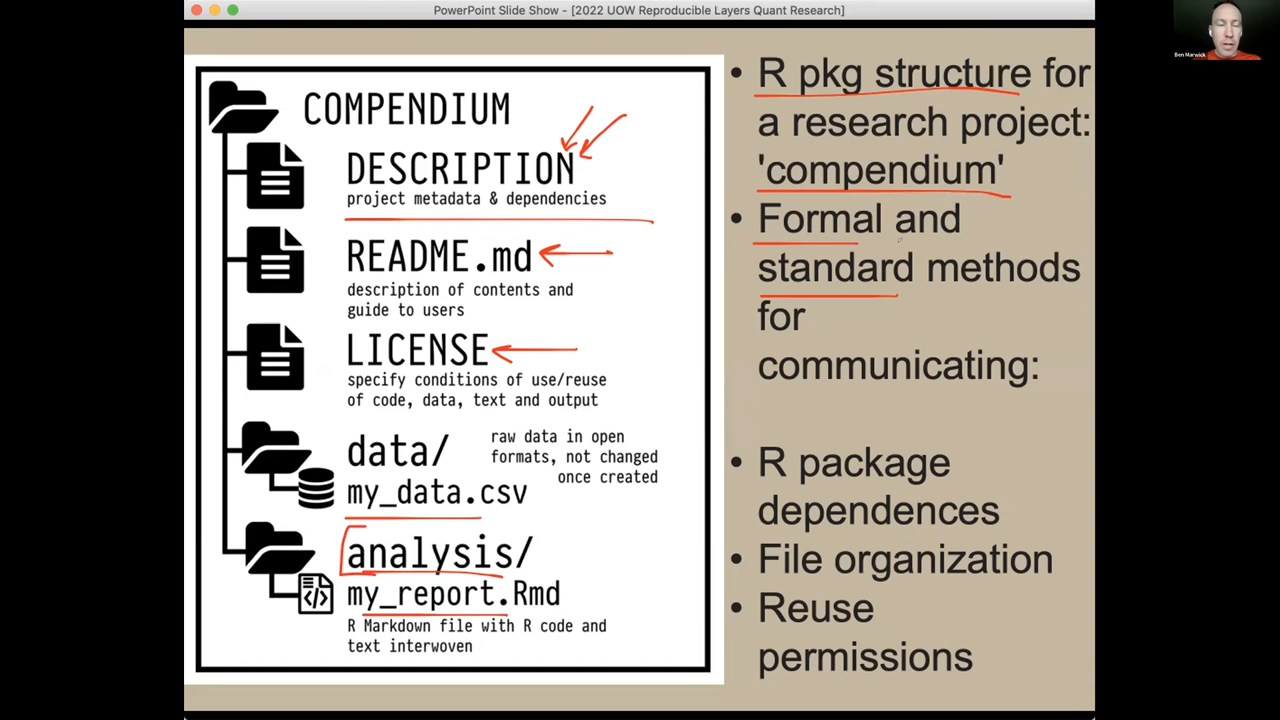 PowerPoint Slide Show - [2022 UOW Reproducible Layers Quant Research]
Ben Marwick
COMPENDIUM
DESCRIPTION
project metadata & dependencies
README.md
description of contents and
guide to users
LICENSE
specify conditions of use/reuse
of code, data, text and output
data/
raw data in open
formats, not changed
once created
my_data.csv
analysis/
my_report.Rmd
R Markdown file with R code and
text interwoven
• R pkg structure for
a research project:
'compendium'
• Formal and
standard methods
for
communicating:
• R package
dependences
• File organization
• Reuse
permissions